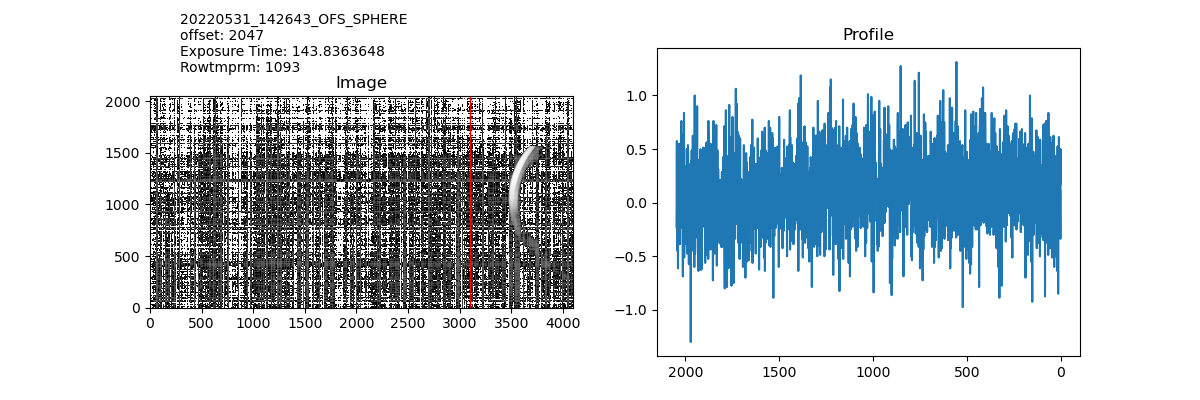 20220531_142643_OFS_SPHERE
offset: 2047
Exposure Time: 143.8363648
Rowtmprm: 1093
Image
2000
1500
1000
500
0
0 500 1000 1500 2000 2500 3000 3500 4000
Profile
1.0
0.5
0.0
−0.5
−1.0
2000 1500 1000 500 0